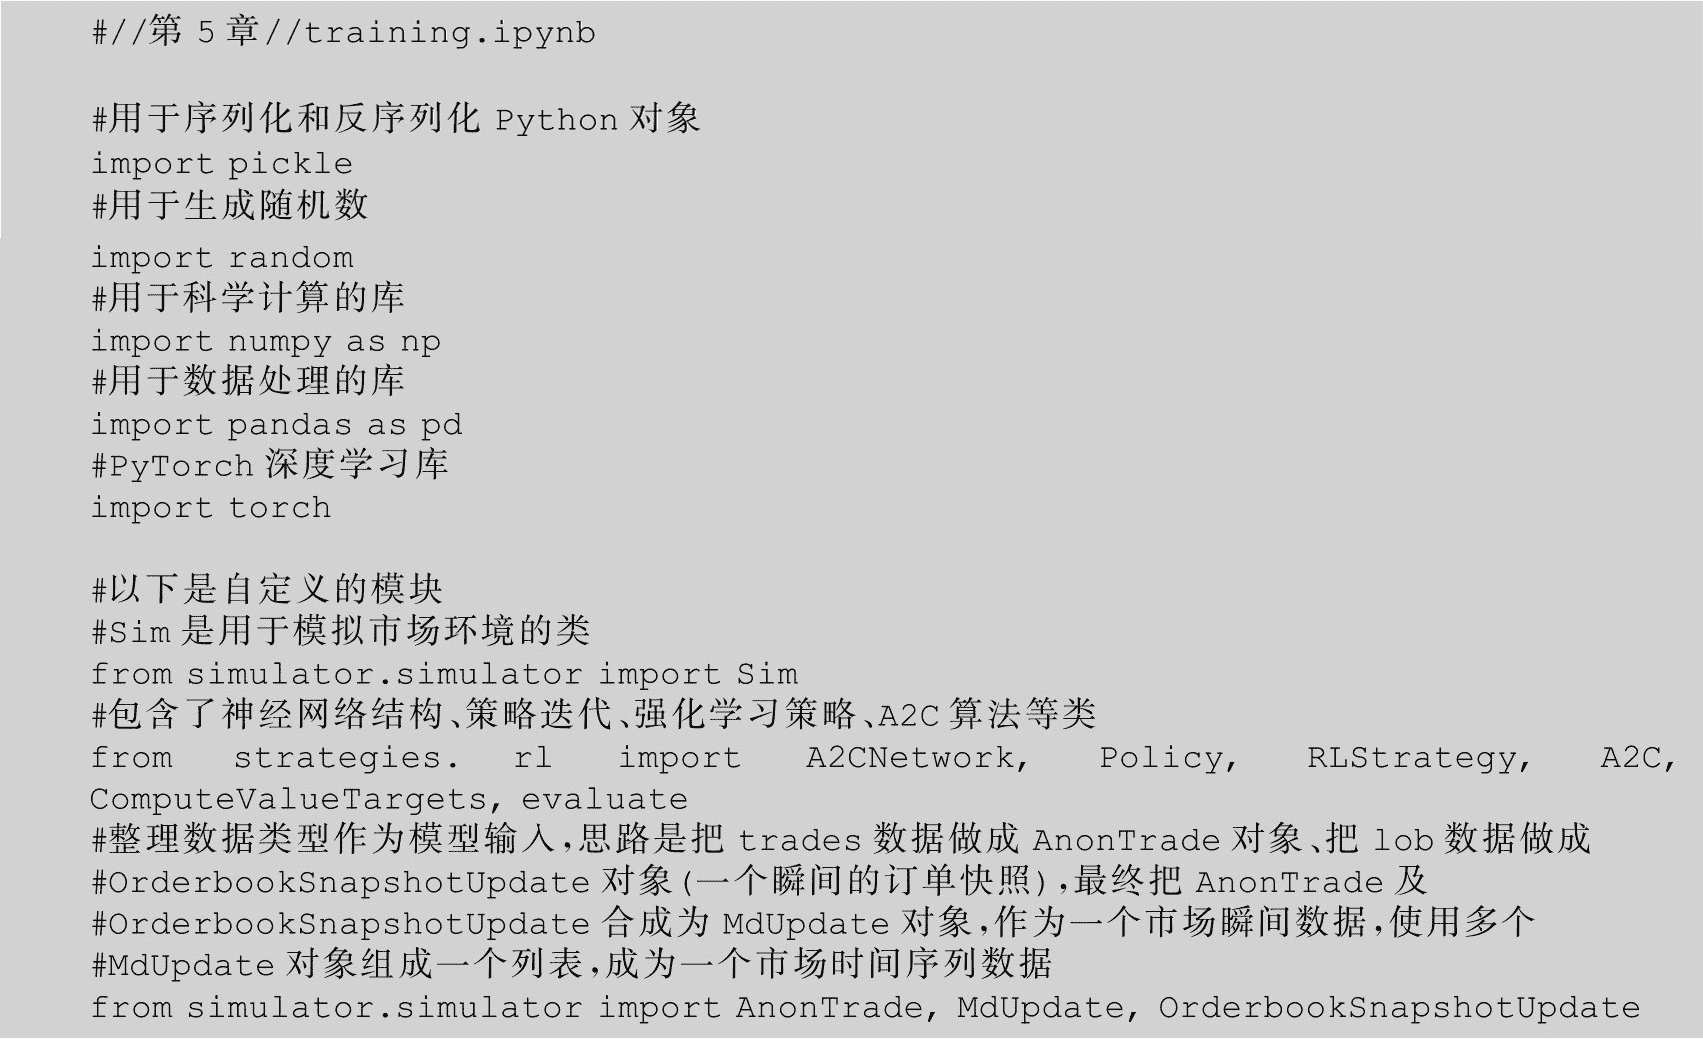 #//第 5 章//training.ipynb
#用于序列化和反序列化 Python 对象
import pickle
#用于生成随机数
import random
#用于科学计算的库
import numpy as np
#用于数据处理的库
import pandas as pd
#PyTorch 深度学习库
import torch
#以下是自定义的模块
#Sim 是用于模拟市场环境的类
from simulator.simulator import Sim
#包含了神经网络结构、策略迭代、强化学习策略、A2C 算法等类
from strategies. rl import A2CNetwork, Policy, RLStrategy, A2C,
ComputeValueTargets, evaluate
#整理数据类型作为模型输入,思路是把 trades 数据做成 AnonTrade 对象、把 lob 数据做成
#OrderbookSnapshotUpdate 对象(一个瞬间的订单快照),最终把 AnonTrade 及
#OrderbookSnapshotUpdate 合成为 MdUpdate 对象,作为一个市场瞬间数据,使用多个
#MdUpdate 对象组成一个列表,成为一个市场时间序列数据
from simulator.simulator import AnonTrade, MdUpdate, OrderbookSnapshotUpdate